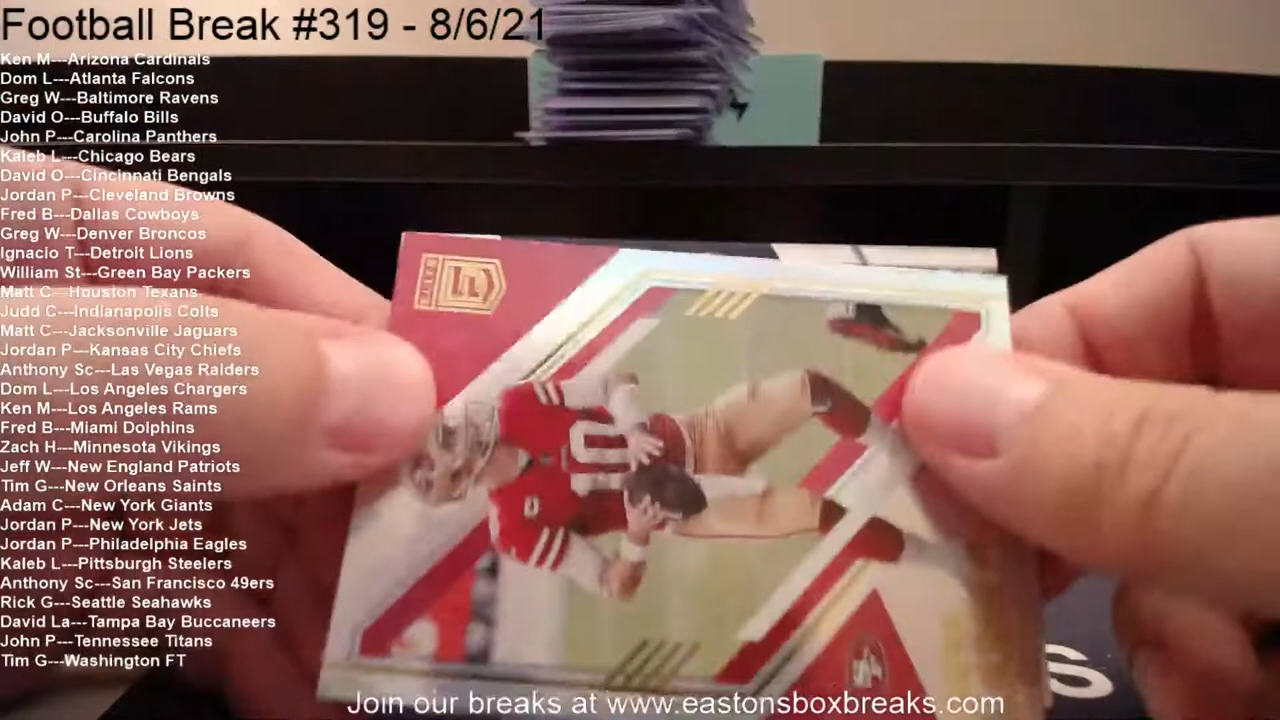 Football Break #319 - 8/6/21
Ken M---Arizona Cardinals
Dom L---Atlanta Falcons
Greg W---Baltimore Ravens
David O---Buffalo Bills
John P---Carolina Panthers
Kaleb L---Chicago Bears
David O---Cincinnati Bengals
Jordan P---Cleveland Browns
Fred B---Dallas Cowboys
Greg W---Denver Broncos
Ignacio T---Detroit Lions
William St---Green Bay Packers
Matt C---Houston Texans
Judd C---Indianapolis Colts
Matt C---Jacksonville Jaguars
Jordan P---Kansas City Chiefs
Anthony Sc---Las Vegas Raiders
Dom L---Los Angeles Chargers
Ken M---Los Angeles Rams
Fred B---Miami Dolphins
Zach H---Minnesota Vikings
Jeff W---New England Patriots
Tim G---New Orleans Saints
Adam C---New York Giants
Jordan P---New York Jets
Jordan P---Philadelphia Eagles
Kaleb L---Pittsburgh Steelers
Anthony Sc---San Francisco 49ers
Rick G---Seattle Seahawks
David La---Tampa Bay Buccaneers
John P---Tennessee Titans
Tim G---Washington FT
ELITE
E
10
SF
S
Join our breaks at www.eastonsboxbreaks.com